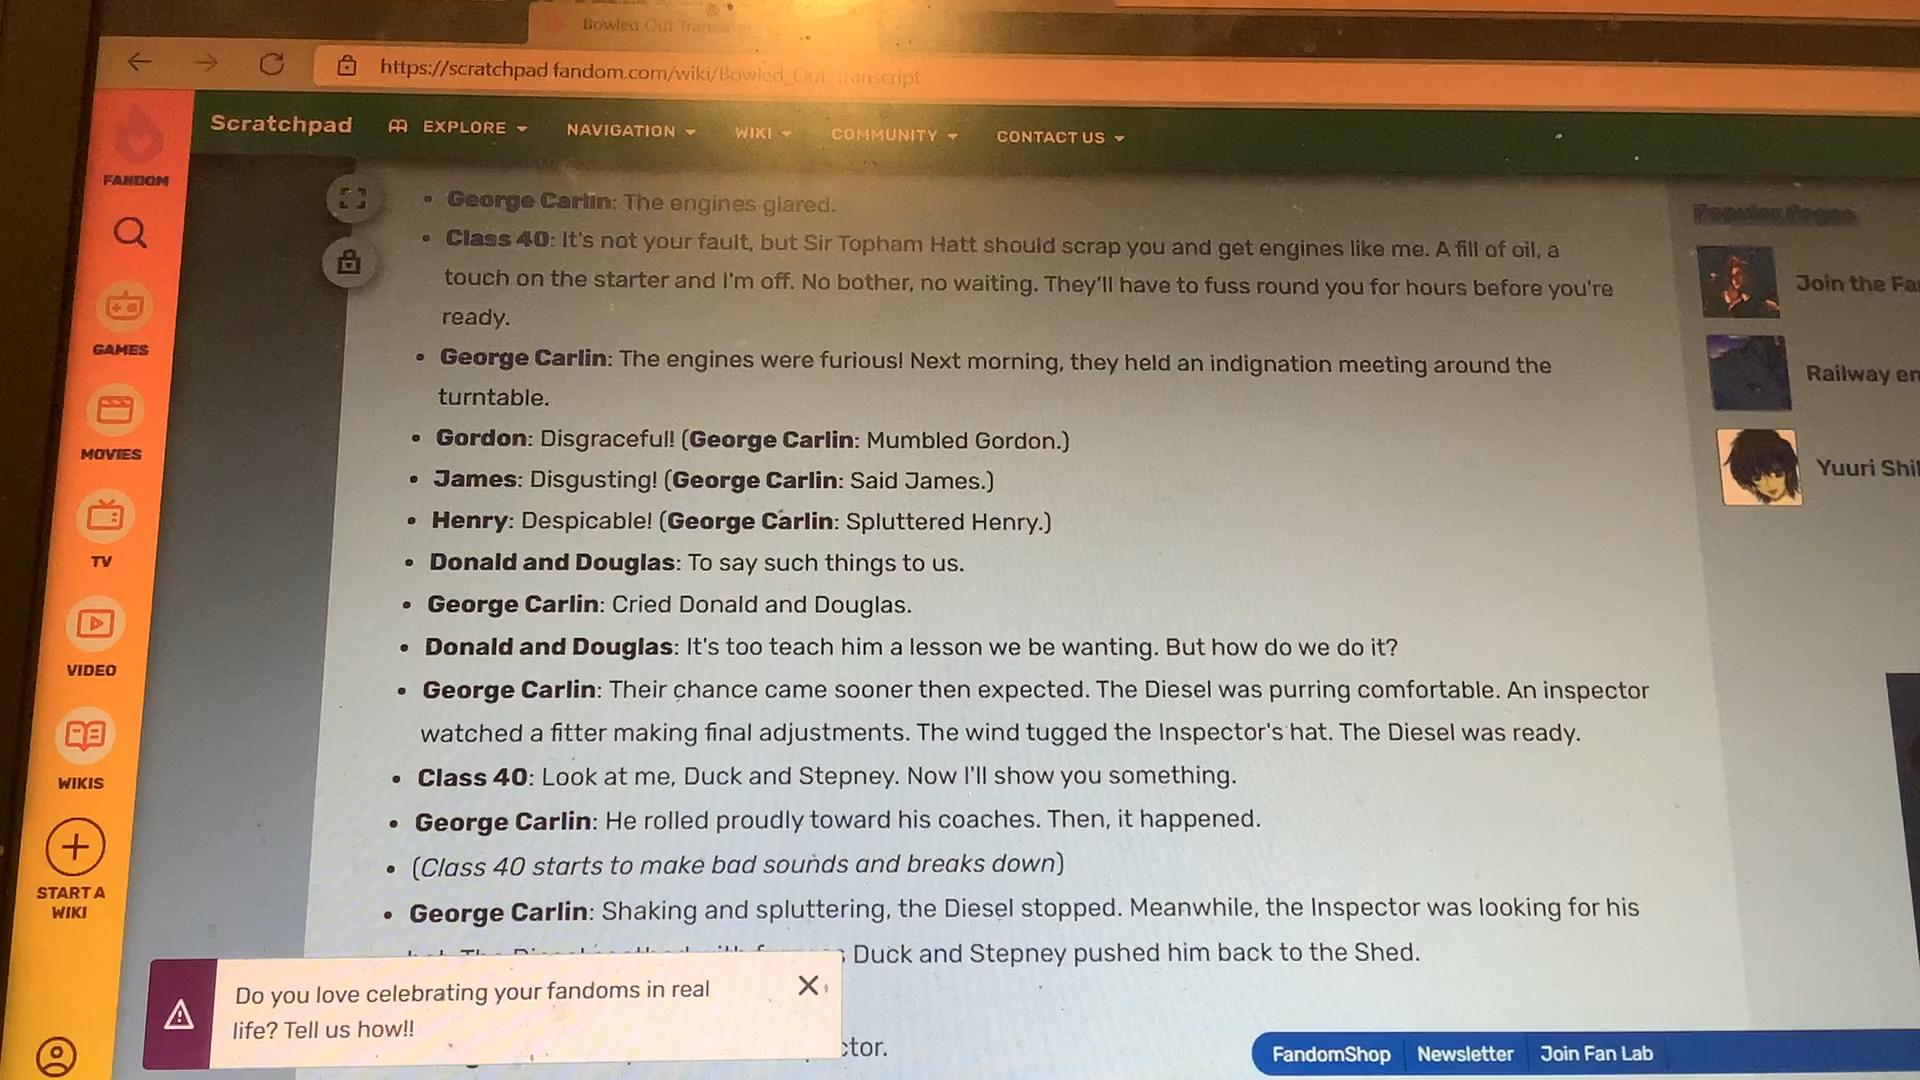 Bowled Out
https://scratchpad.fandom.com/wiki/Bowled_Out_Transcript
Scratchpad EXPLORE NAVIGATION WIKI COMMUNITY CONTACT US
FANDOM
GAMES
MOVIES
TV
VIDEO
WIKIS
START A
WIKI
George Carlin: The engines glared.
Class 40: It's not your fault, but Sir Topham Hatt should scrap you and get engines like me. A fill of oil, a
touch on the starter and I'm off. No bother, no waiting. They'll have to fuss round you for hours before you're
ready.
George Carlin: The engines were furious! Next morning, they held an indignation meeting around the
turntable.
Gordon: Disgraceful! (George Carlin: Mumbled Gordon.)
James: Disgusting! (George Carlin: Said James.)
Henry: Despicable! (George Carlin: Spluttered Henry.)
Donald and Douglas: To say such things to us.
George Carlin: Cried Donald and Douglas.
Donald and Douglas: It's too teach him a lesson we be wanting. But how do we do it?
George Carlin: Their chance came sooner then expected. The Diesel was purring comfortable. An inspector
watched a fitter making final adjustments. The wind tugged the Inspector's hat. The Diesel was ready.
Class 40: Look at me, Duck and Stepney. Now I'll show you something.
George Carlin: He rolled proudly toward his coaches. Then, it happened.
(Class 40 starts to make bad sounds and breaks down)
George Carlin: Shaking and spluttering, the Diesel stopped. Meanwhile, the Inspector was looking for his
Duck and Stepney pushed him back to the Shed.
ctor.
Popular Pages
Join the Fa
Railway en
Yuuri Shi
Do you love celebrating your fandoms in real
life? Tell us how!!
FandomShop Newsletter Join Fan Lab